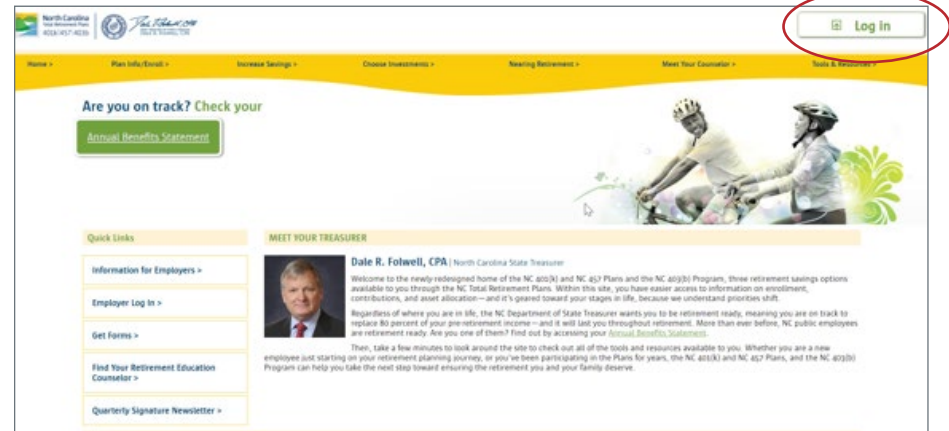 North Carolina
Total Retirement Plans
401k|457|403b
Dale R. Folwell, CPA
Log in
Home >
Plan Info/Enroll >
Increase Savings >
Choose Investments >
Nearing Retirement >
Meet Your Counselor >
Tools & Resources >
Are you on track? Check your
Annual Benefits Statement
Quick Links
Information for Employers >
Employer Log In >
Get Forms >
Find Your Retirement Education
Counselor >
Quarterly Signature Newsletter >
MEET YOUR TREASURER
Dale R. Folwell, CPA | North Carolina State Treasurer
Welcome to the newly-redesigned home of the NC 401(k) and NC 457 Plans and the NC 403(b) Program, three retirement savings options
available to you through the NC Total Retirement Plans. Within this site, you have easier access to information on enrollment,
contributions, and asset allocation—and it's geared toward your stages in life, because we understand priorities shift.
Regardless of where you are in life, the NC Department of State Treasurer wants you to be retirement ready, meaning you are on track to
replace 80 percent of your pre-retirement income—and it will last you throughout retirement. More than ever before, NC public employees
are retirement ready. Are you one of them? Find out by accessing your Annual Benefits Statement.
Then, take a few minutes to look around the site to check out all of the tools and resources available to you. Whether you are a new
employee just starting on your retirement planning journey, or you've been participating in the Plans for years, the NC 401(k) and NC 457 Plans, and the NC 403(b)
Program can help you take the next step toward ensuring the retirement you and your family deserve.